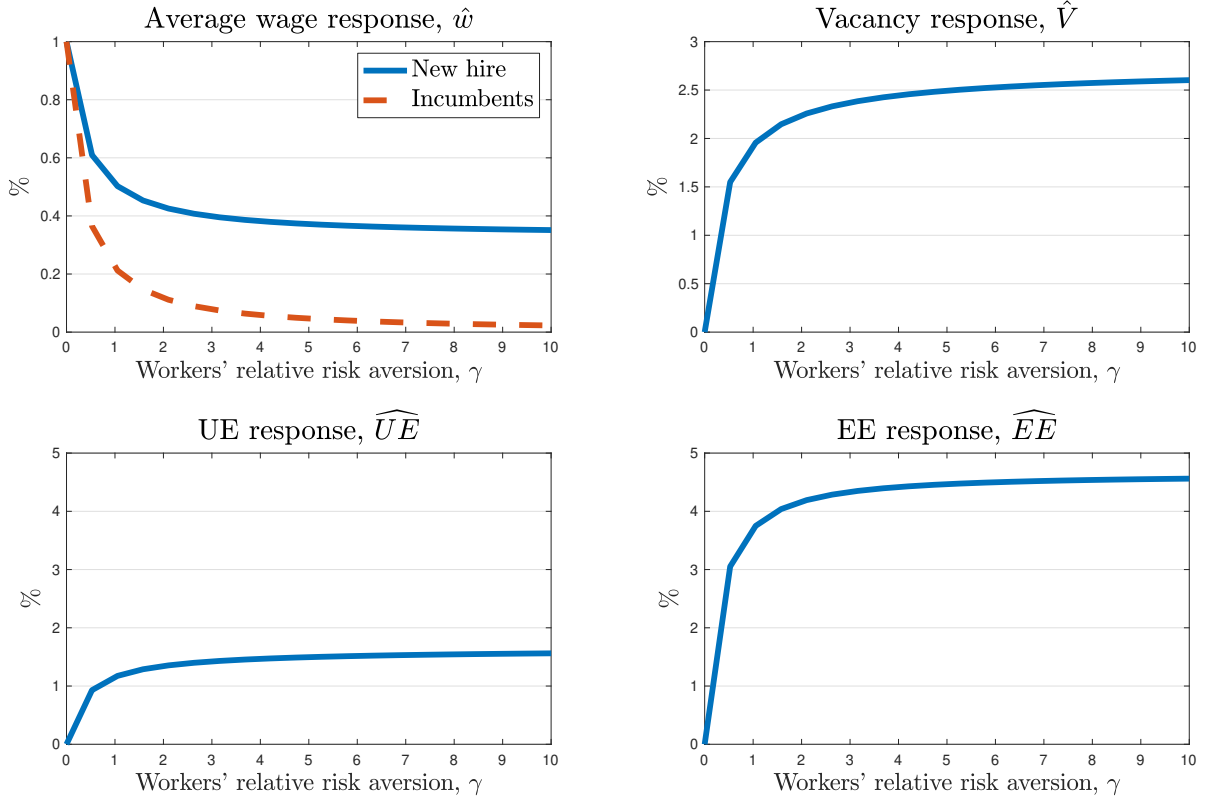 Average wage response, ŵ
1
0.8
0.6
0.4
0.2
0
%
New hire
Incumbents
0 1 2 3 4 5 6 7 8 9 10
Workers' relative risk aversion, γ
Vacancy response, V̂
3
2.5
2
1.5
1
0.5
0
%
0 1 2 3 4 5 6 7 8 9 10
Workers' relative risk aversion, γ
UE response, \widehat{UE}
5
4
3
2
1
0
%
0 1 2 3 4 5 6 7 8 9 10
Workers' relative risk aversion, γ
EE response, \widehat{EE}
5
4
3
2
1
0
%
0 1 2 3 4 5 6 7 8 9 10
Workers' relative risk aversion, γ